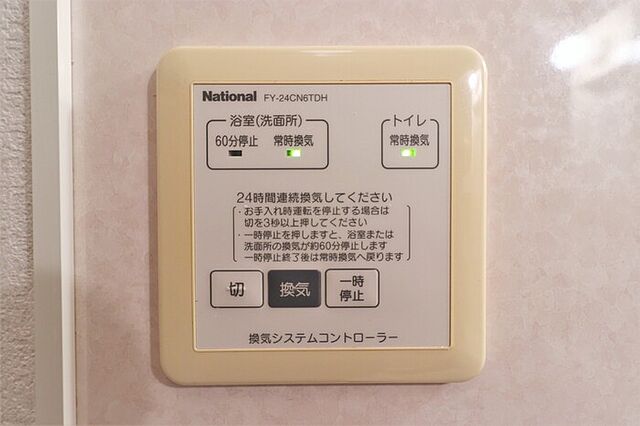 National FY-24CN6TDH
浴室(洗面所)
60分停止 常時換気
トイレ
常時換気
24時間連続換気してください
・お手入れ時運転を停止する場合は
切を3秒以上押してください
・一時停止を押しますと、浴室または
洗面所の換気が約60分停止します
一時停止終了後は常時換気へ戻ります
切
換気
一時
停止
換気システムコントローラー